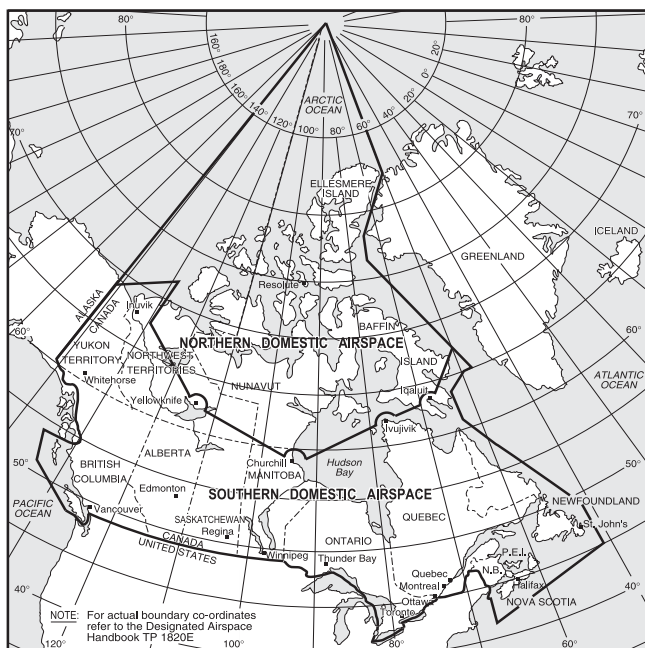 80°
80°
160°
180°
160°
140°
120°
100°
80°
60°
40°
20°
0°
20°
ARCTIC
OCEAN
70°
70°
ELLESMERE
ISLAND
GREENLAND
ICELAND
60°
60°
Resolute
ALASKA
CANADA
Inuvik
BAFFIN
ISLAND
NORTHERN DOMESTIC AIRSPACE
YUKON
TERRITORY
NORTHWEST
TERRITORIES
NUNAVUT
Whitehorse
Yellowknife
Iqaluit
ATLANTIC
OCEAN
Ivujivik
50°
50°
BRITISH
COLUMBIA
ALBERTA
Churchill
MANITOBA
Hudson
Bay
Edmonton
SOUTHERN DOMESTIC AIRSPACE
PACIFIC
OCEAN
Vancouver
SASKATCHEWAN
Regina
QUEBEC
NEWFOUNDLAND
St. John's
CANADA
UNITED STATES
Winnipeg
ONTARIO
Thunder Bay
P.E.I.
N.B.
Quebec
Montreal
Ottawa
Toronto
Halifax
NOVA SCOTIA
40°
40°
NOTE: For actual boundary co-ordinates
refer to the Designated Airspace
Handbook TP 1820E
120°
100°
80°
60°